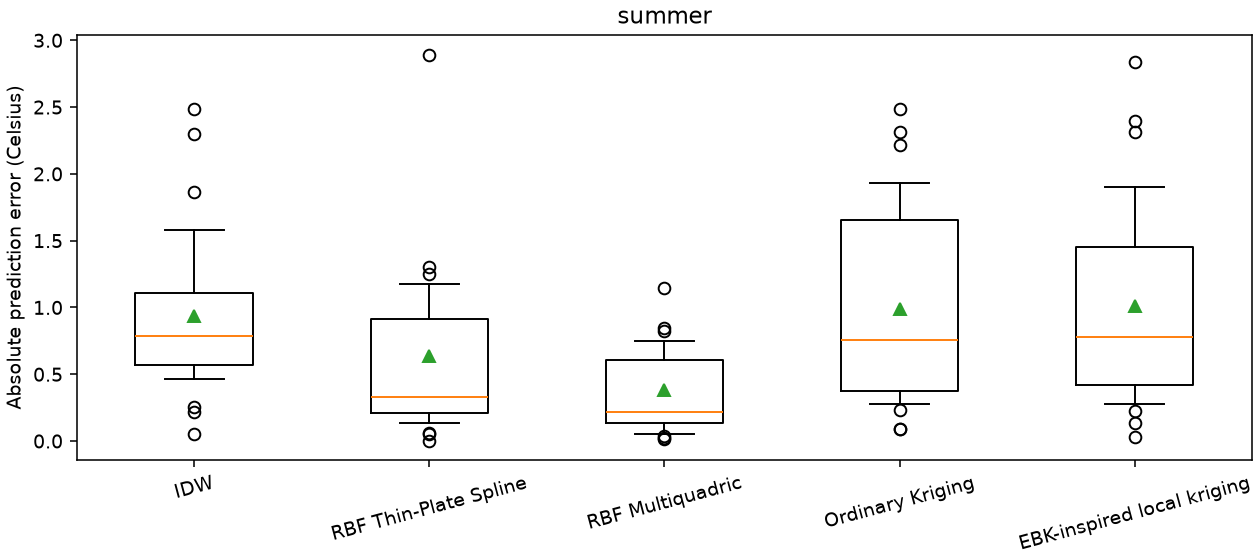 summer
Absolute prediction error (Celsius)
3.0
2.5
2.0
1.5
1.0
0.5
0.0
IDW
RBF Thin-Plate Spline
RBF Multiquadric
Ordinary Kriging
EBK-inspired local kriging